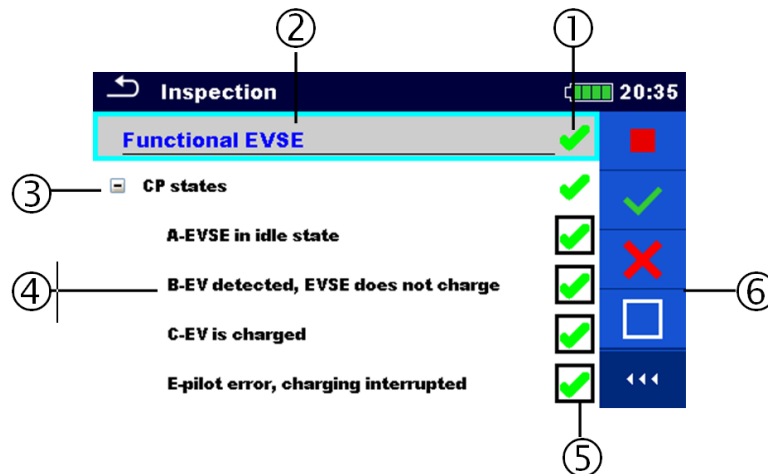 ② ①
Inspection 20:35
Functional EVSE
③ CP states
A-EVSE in idle state
④ B-EV detected, EVSE does not charge ⑥
C-EV is charged
E-pilot error, charging interrupted
⑤